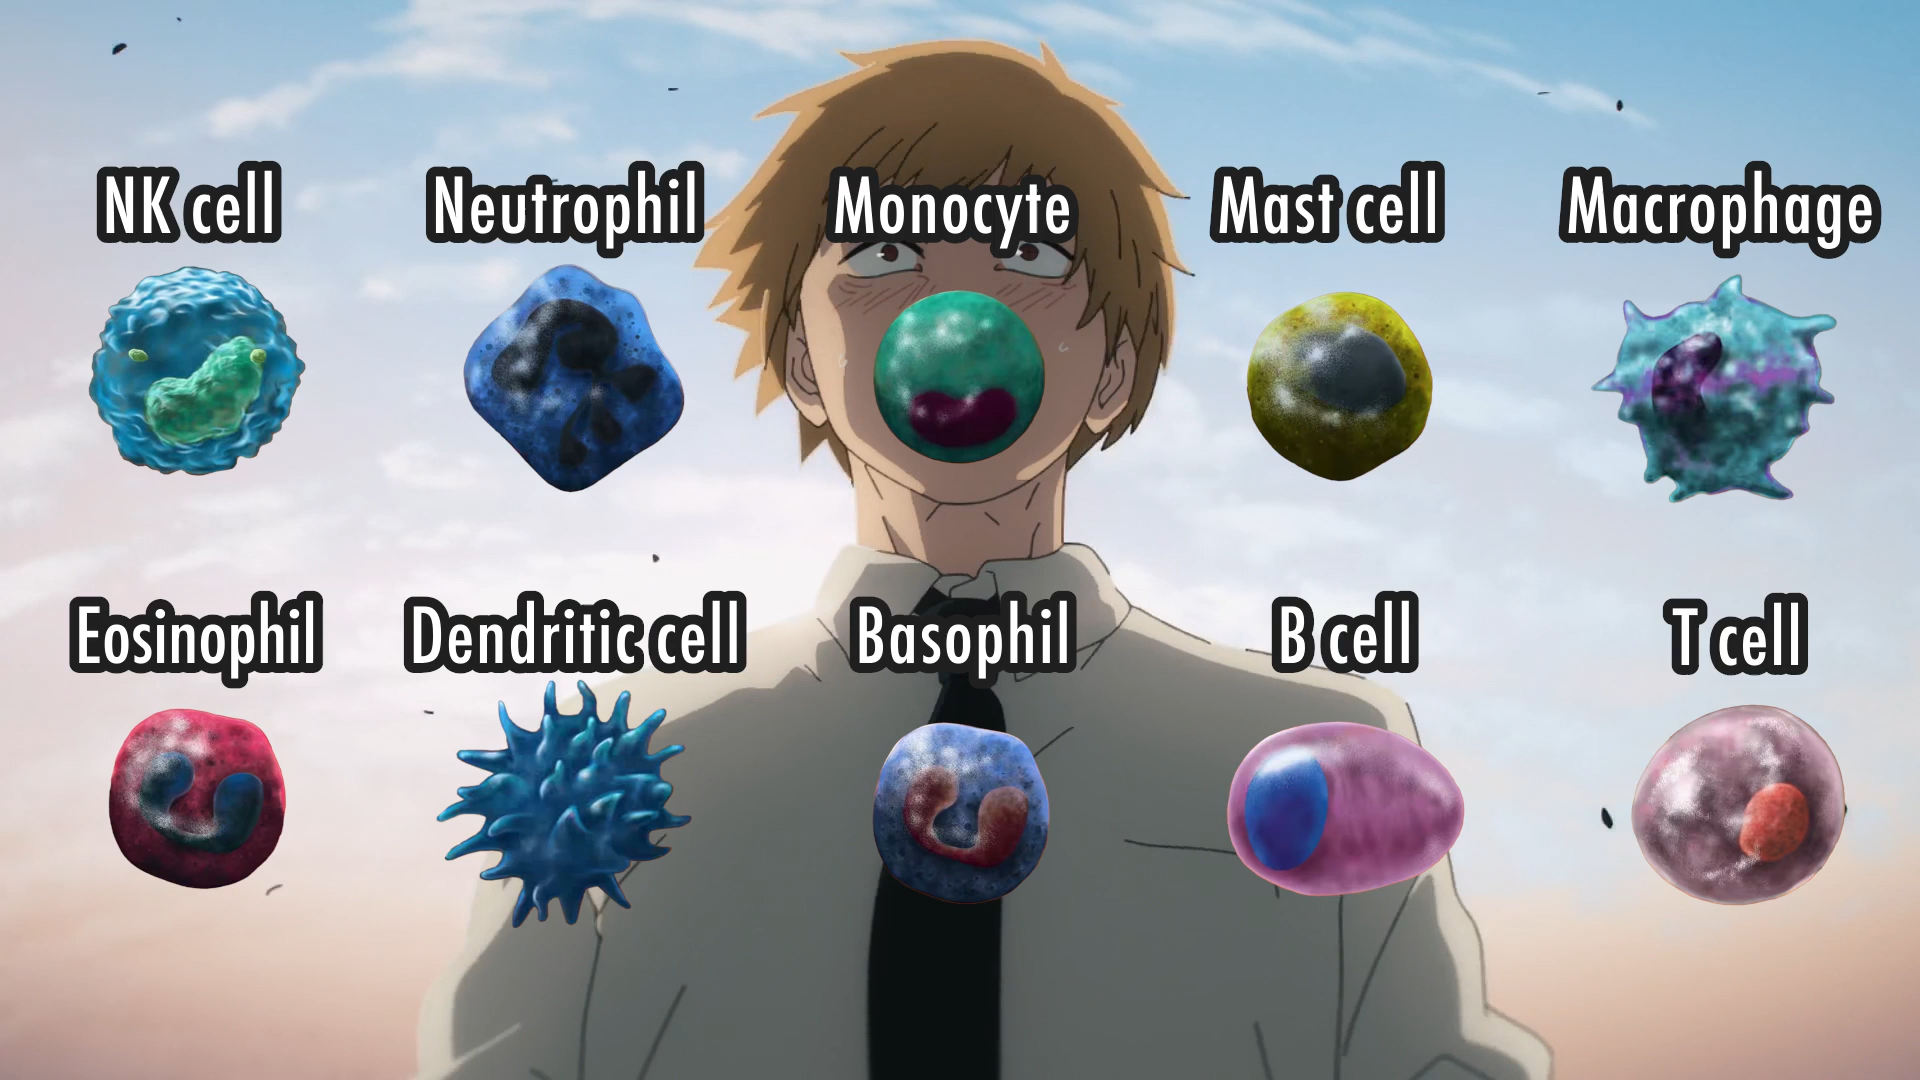 NK cell
Neutrophil
Monocyte
Mast cell
Macrophage
Eosinophil
Dendritic cell
Basophil
B cell
T cell